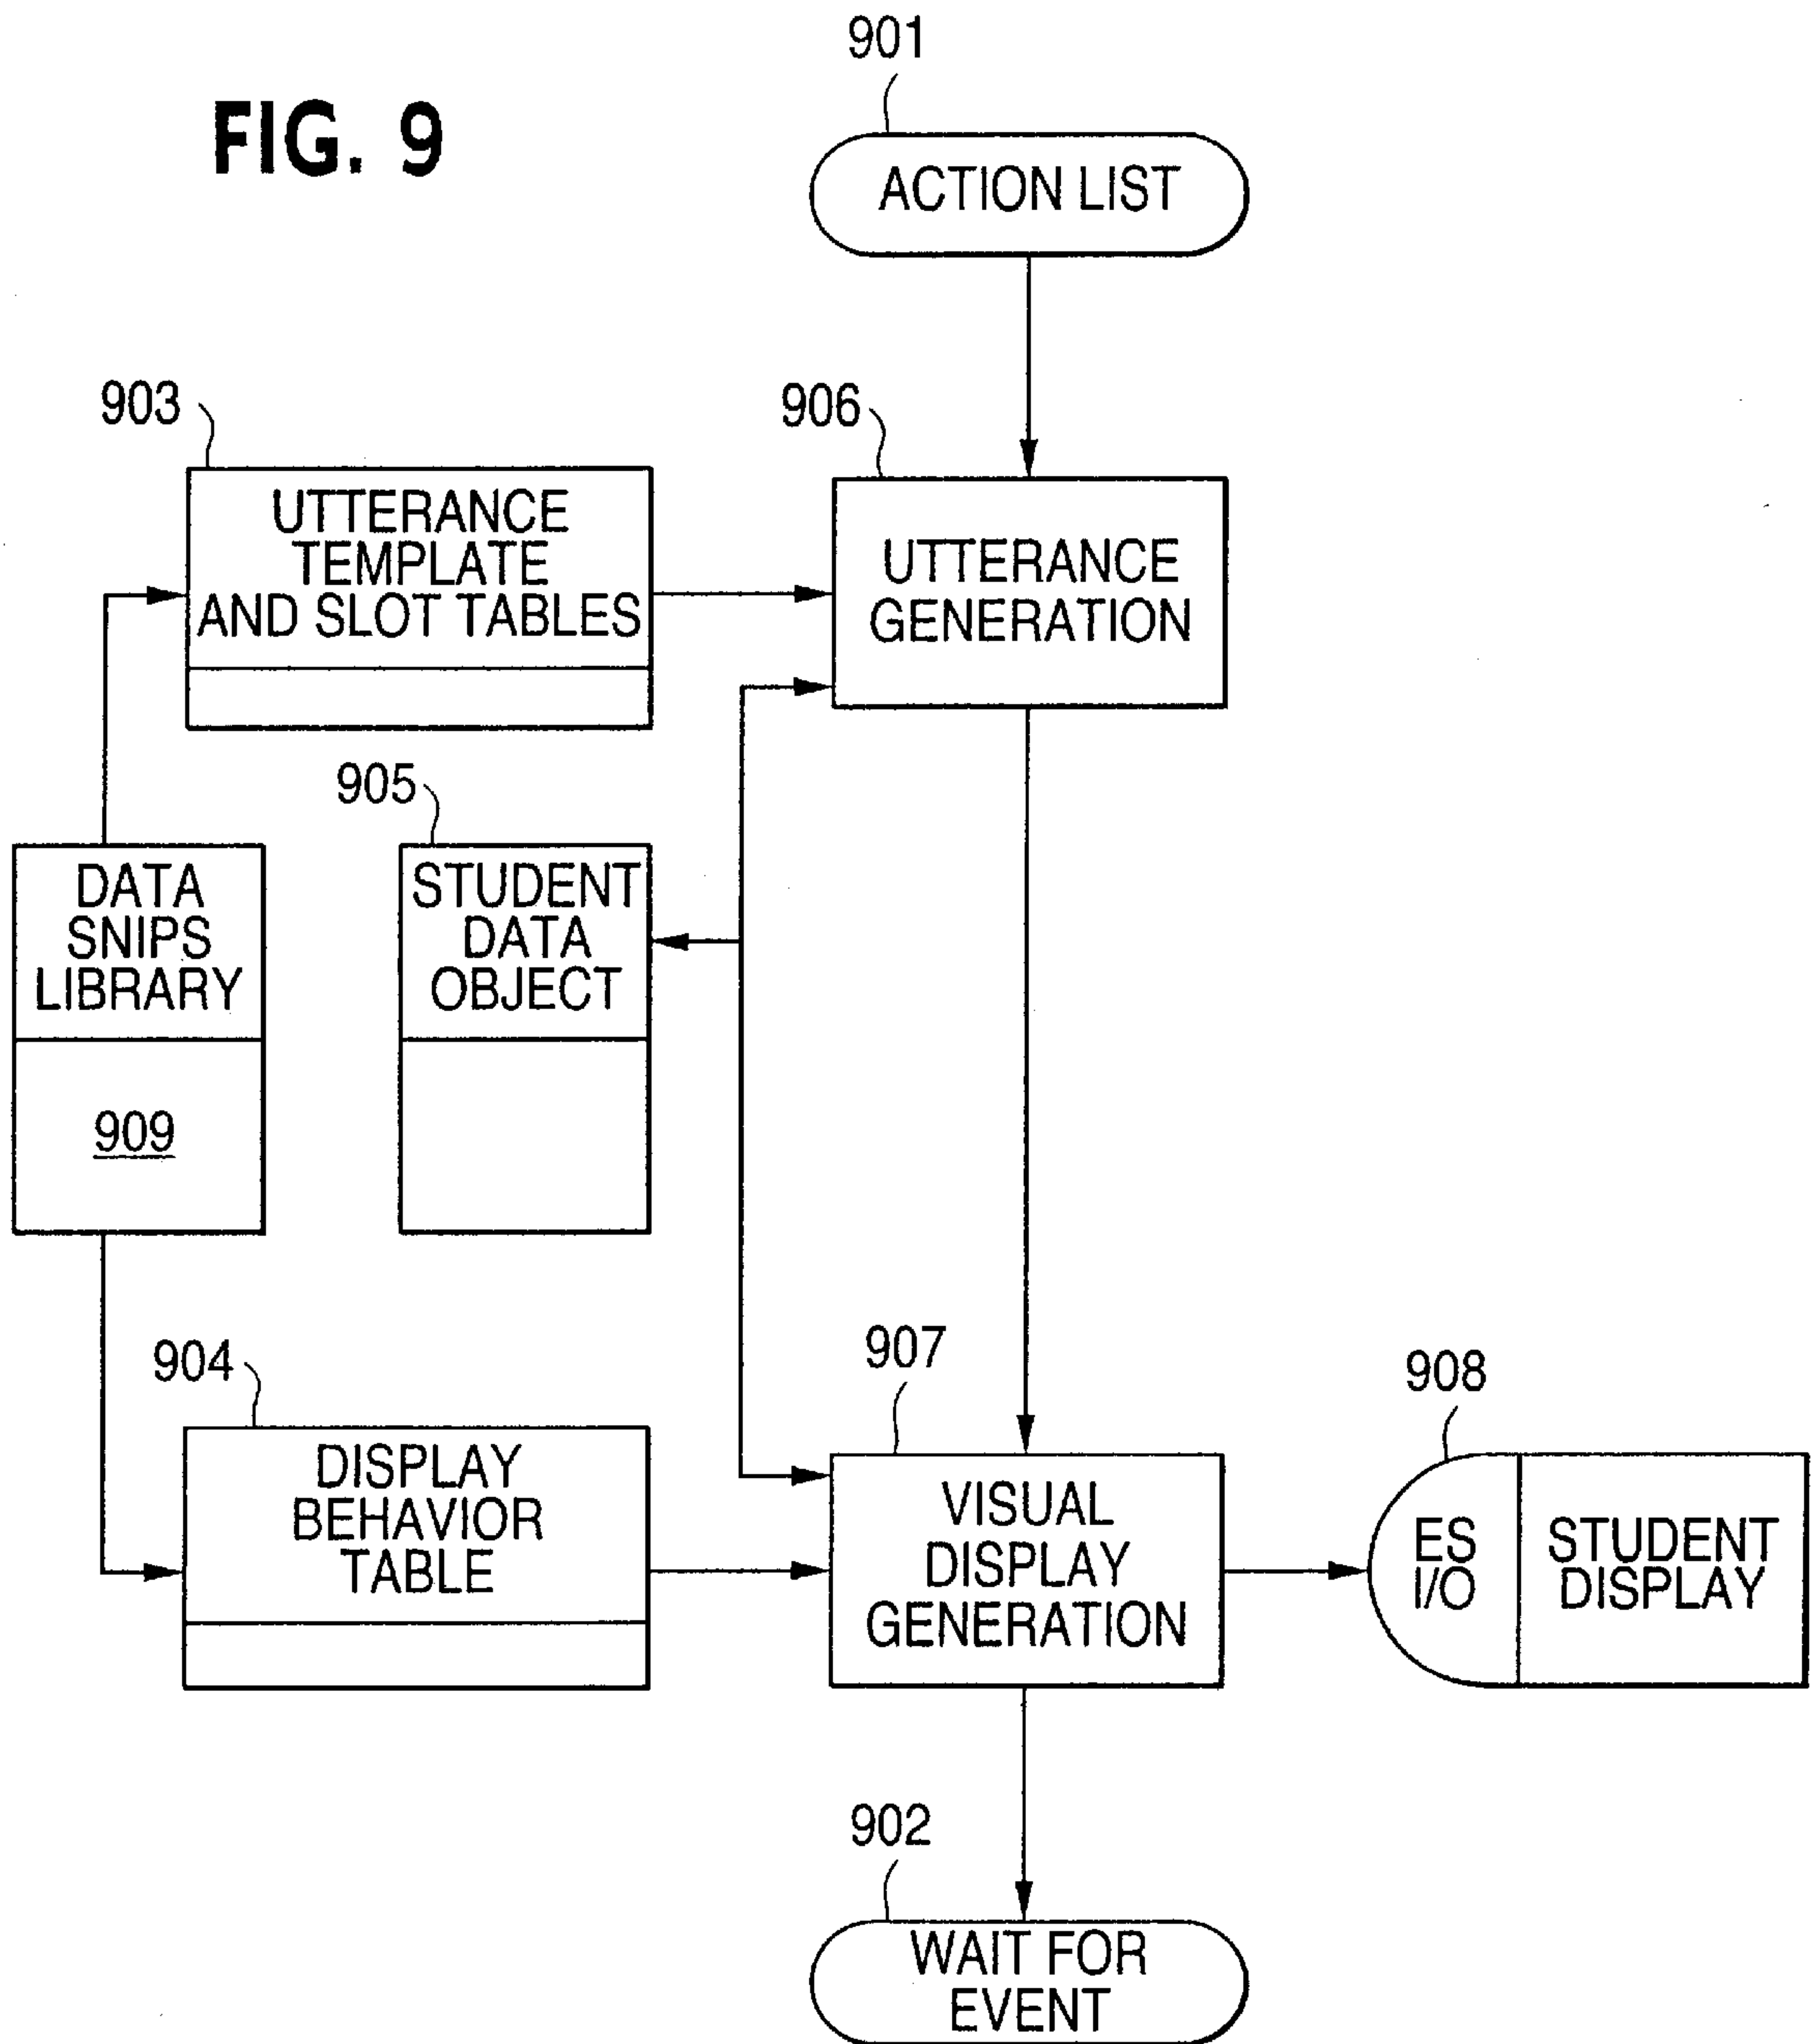 FIG. 9
901
ACTION LIST
903
UTTERANCE
TEMPLATE
AND SLOT TABLES
906
UTTERANCE
GENERATION
905
STUDENT
DATA
OBJECT
DATA
SNIPS
LIBRARY
909
904
DISPLAY
BEHAVIOR
TABLE
907
VISUAL
DISPLAY
GENERATION
908
ES
I/O
STUDENT
DISPLAY
902
WAIT FOR
EVENT